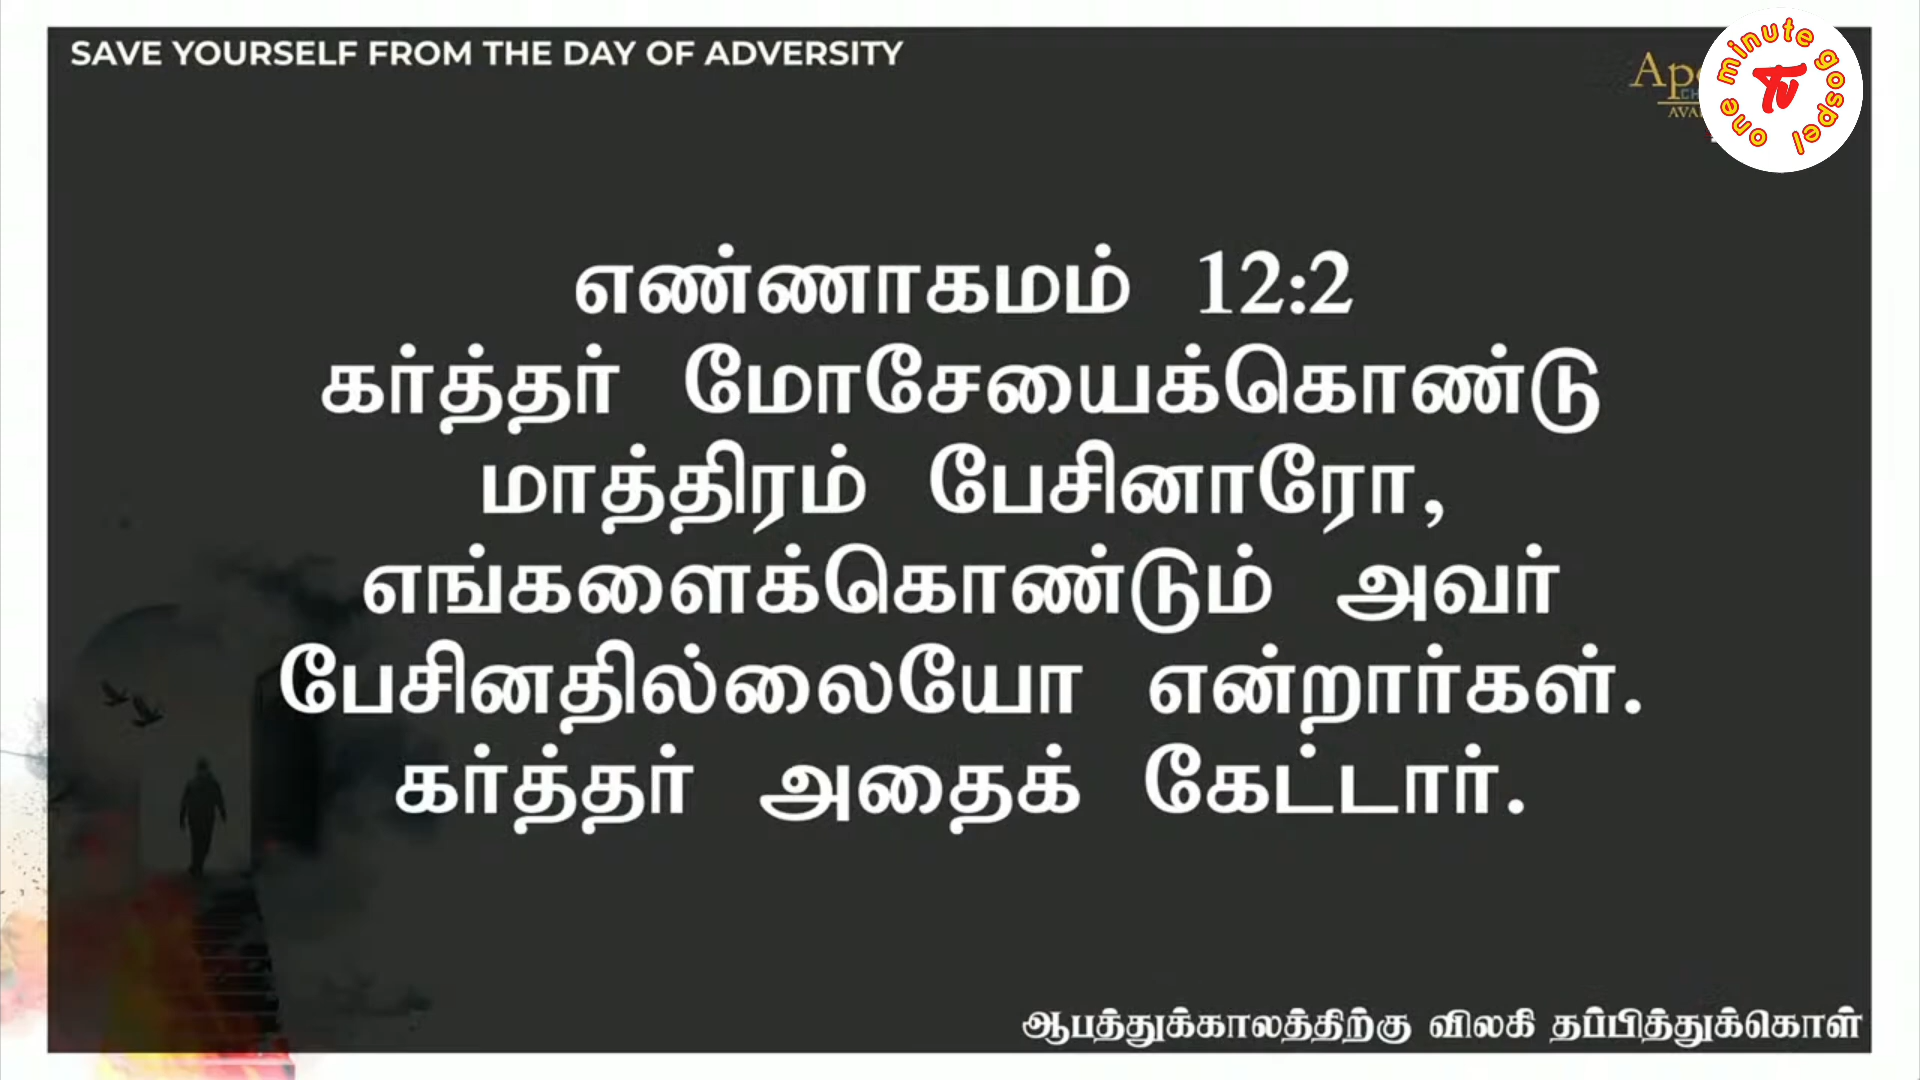 SAVE YOURSELF FROM THE DAY OF ADVERSITY
one minute gospel
TV
எண்ணாகமம் 12:2
கர்த்தர் மோசேயைக்கொண்டு
மாத்திரம் பேசினாரோ,
எங்களைக்கொண்டும் அவர்
பேசினதில்லையோ என்றார்கள்.
கர்த்தர் அதைக் கேட்டார்.
ஆபத்துக்காலத்திற்கு விலகி தப்பித்துக்கொள்